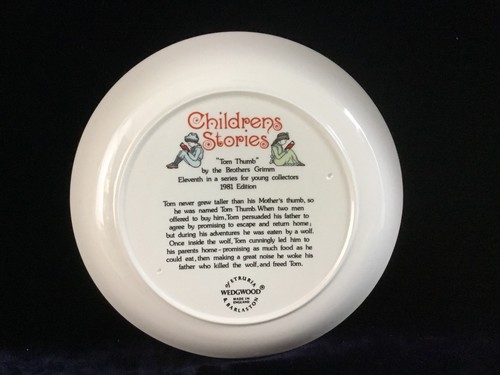 Childrens
Stories
"Tom Thumb"
by the Brothers Grimm
Eleventh in a series for young collectors
1981 Edition
Tom never grew taller than his Mother's thumb, so
he was named Tom Thumb. When two men
offered to buy him, Tom persuaded his father to
agree by promising to escape and return home;
but during his adventures he was eaten by a wolf.
Once inside the wolf, Tom cunningly led him to
his parents home - promising as much food as he
could eat, then making a great noise he woke his
father who killed the wolf, and freed Tom.
OF ETRURIA
WEDGWOOD®
MADE IN
ENGLAND
& BARLASTON